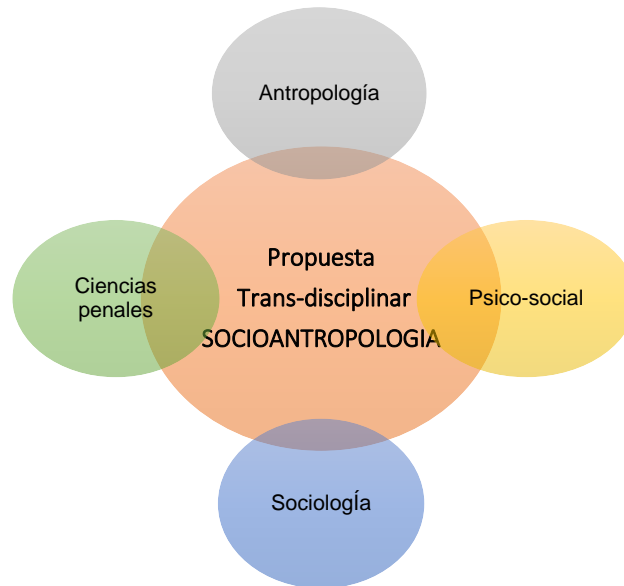 Antropología
Propuesta
Trans-disciplinar
SOCIOANTROPOLOGIA
Ciencias
penales
Psico-social
SociologÍa